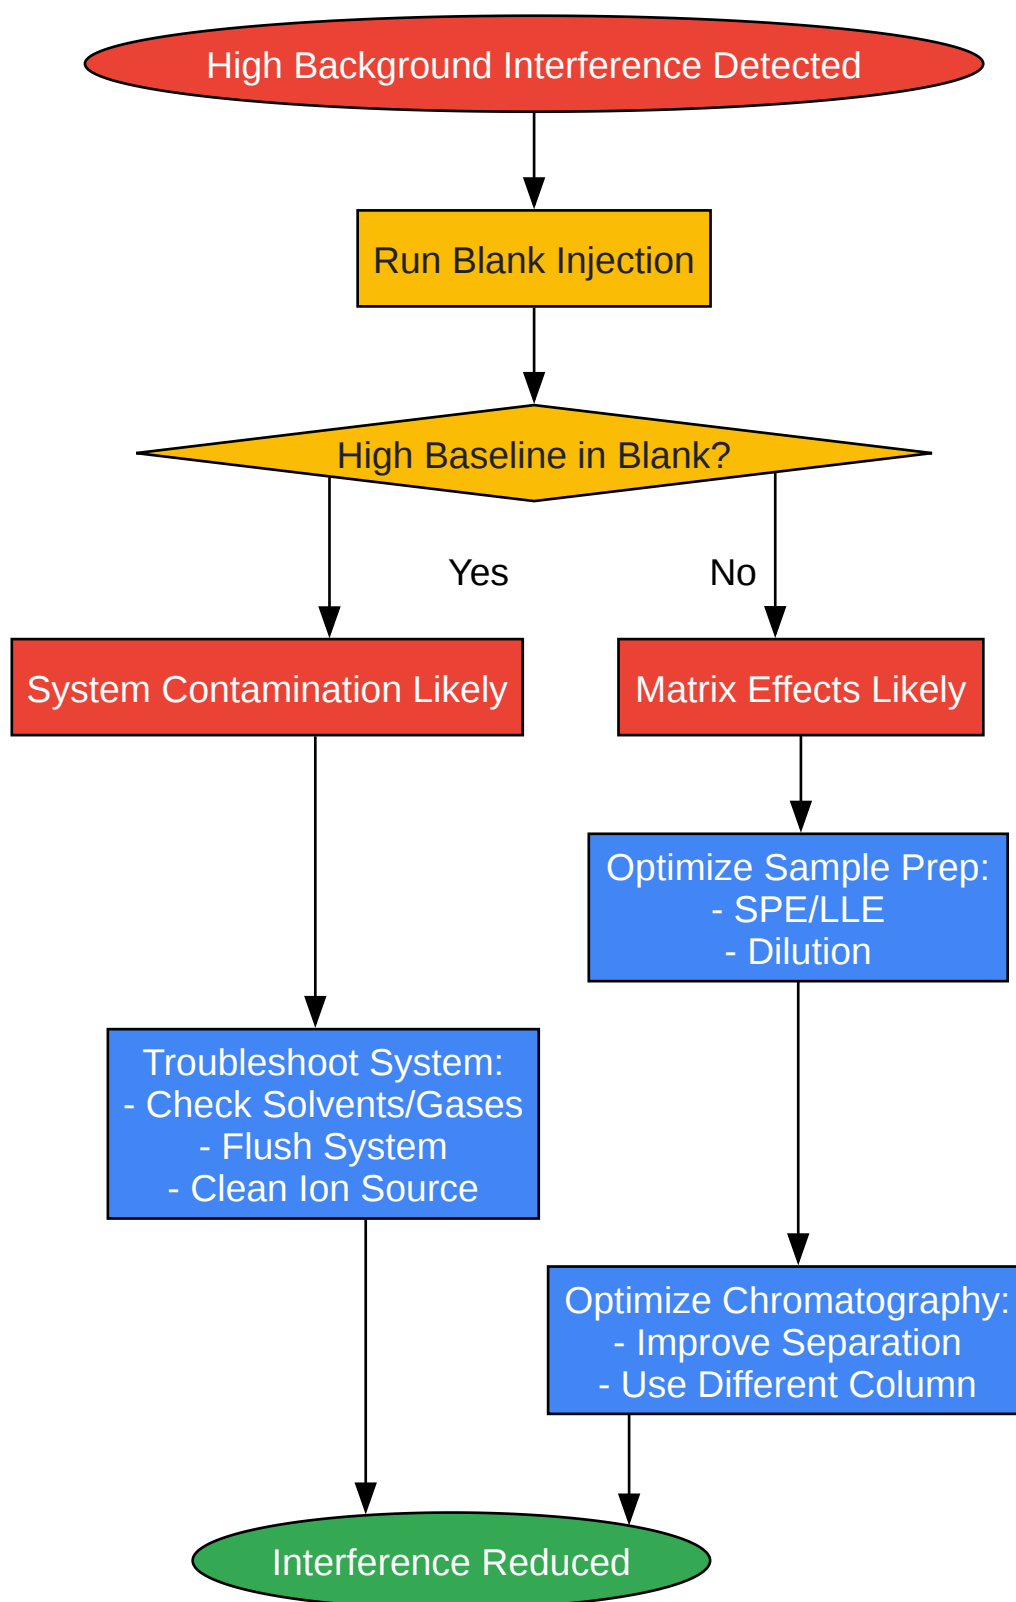 High Background Interference Detected
Run Blank Injection
High Baseline in Blank?
Yes
No
System Contamination Likely
Matrix Effects Likely
Optimize Sample Prep:
- SPE/LLE
- Dilution
Troubleshoot System:
- Check Solvents/Gases
- Flush System
- Clean Ion Source
Optimize Chromatography:
- Improve Separation
- Use Different Column
Interference Reduced